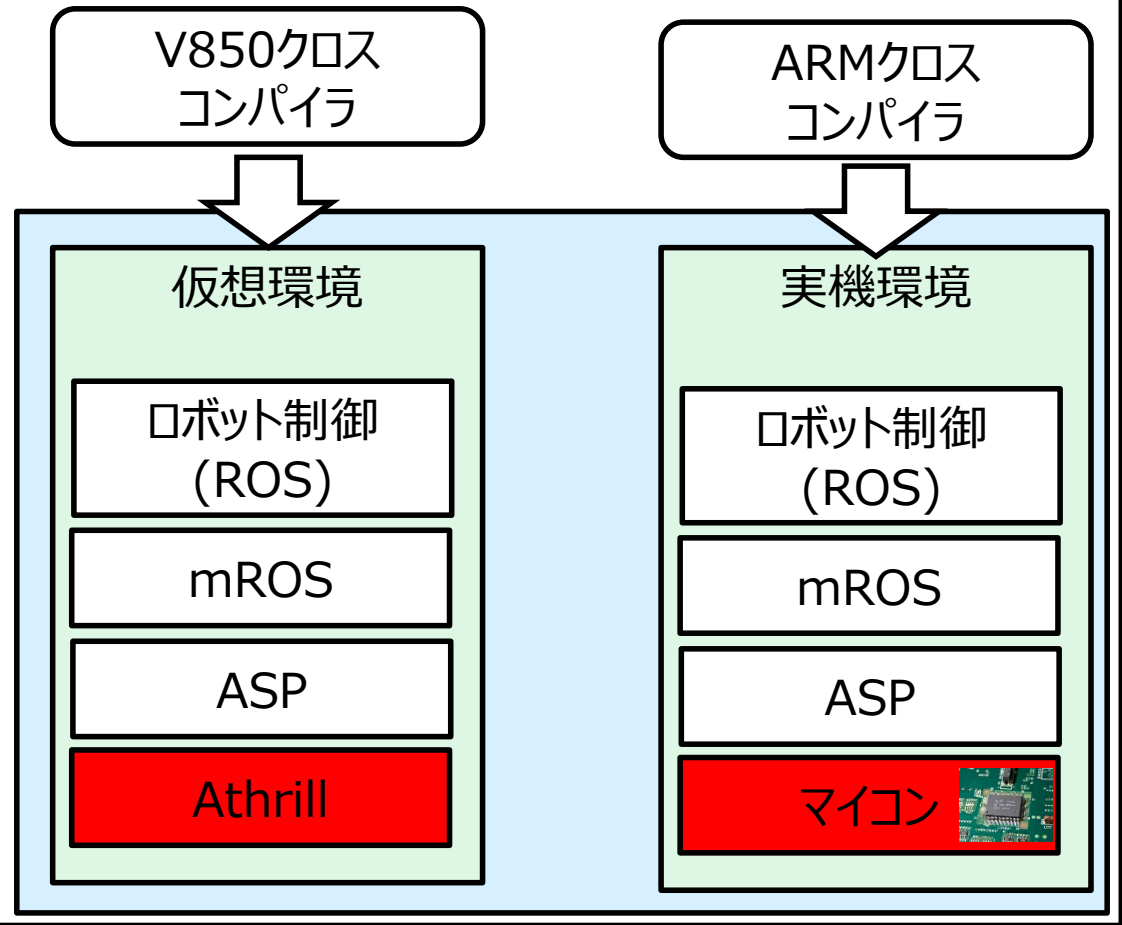 V850クロス
コンパイラ
ARMクロス
コンパイラ
仮想環境
ロボット制御
(ROS)
mROS
ASP
Athrill
実機環境
ロボット制御
(ROS)
mROS
ASP
マイコン